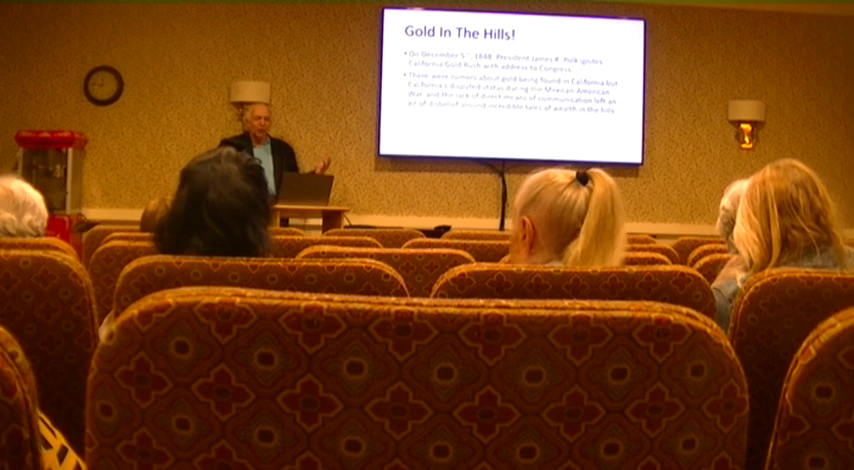 Gold In The Hills!
• On December 5th, 1848, President James K. Polk ignites
California Gold Rush with address to Congress
• There were rumors about gold being found in California but
California's disputed status during the Mexican American
War and the lack of direct means of communication left an
air of disbelief around incredible tales of wealth in the hills